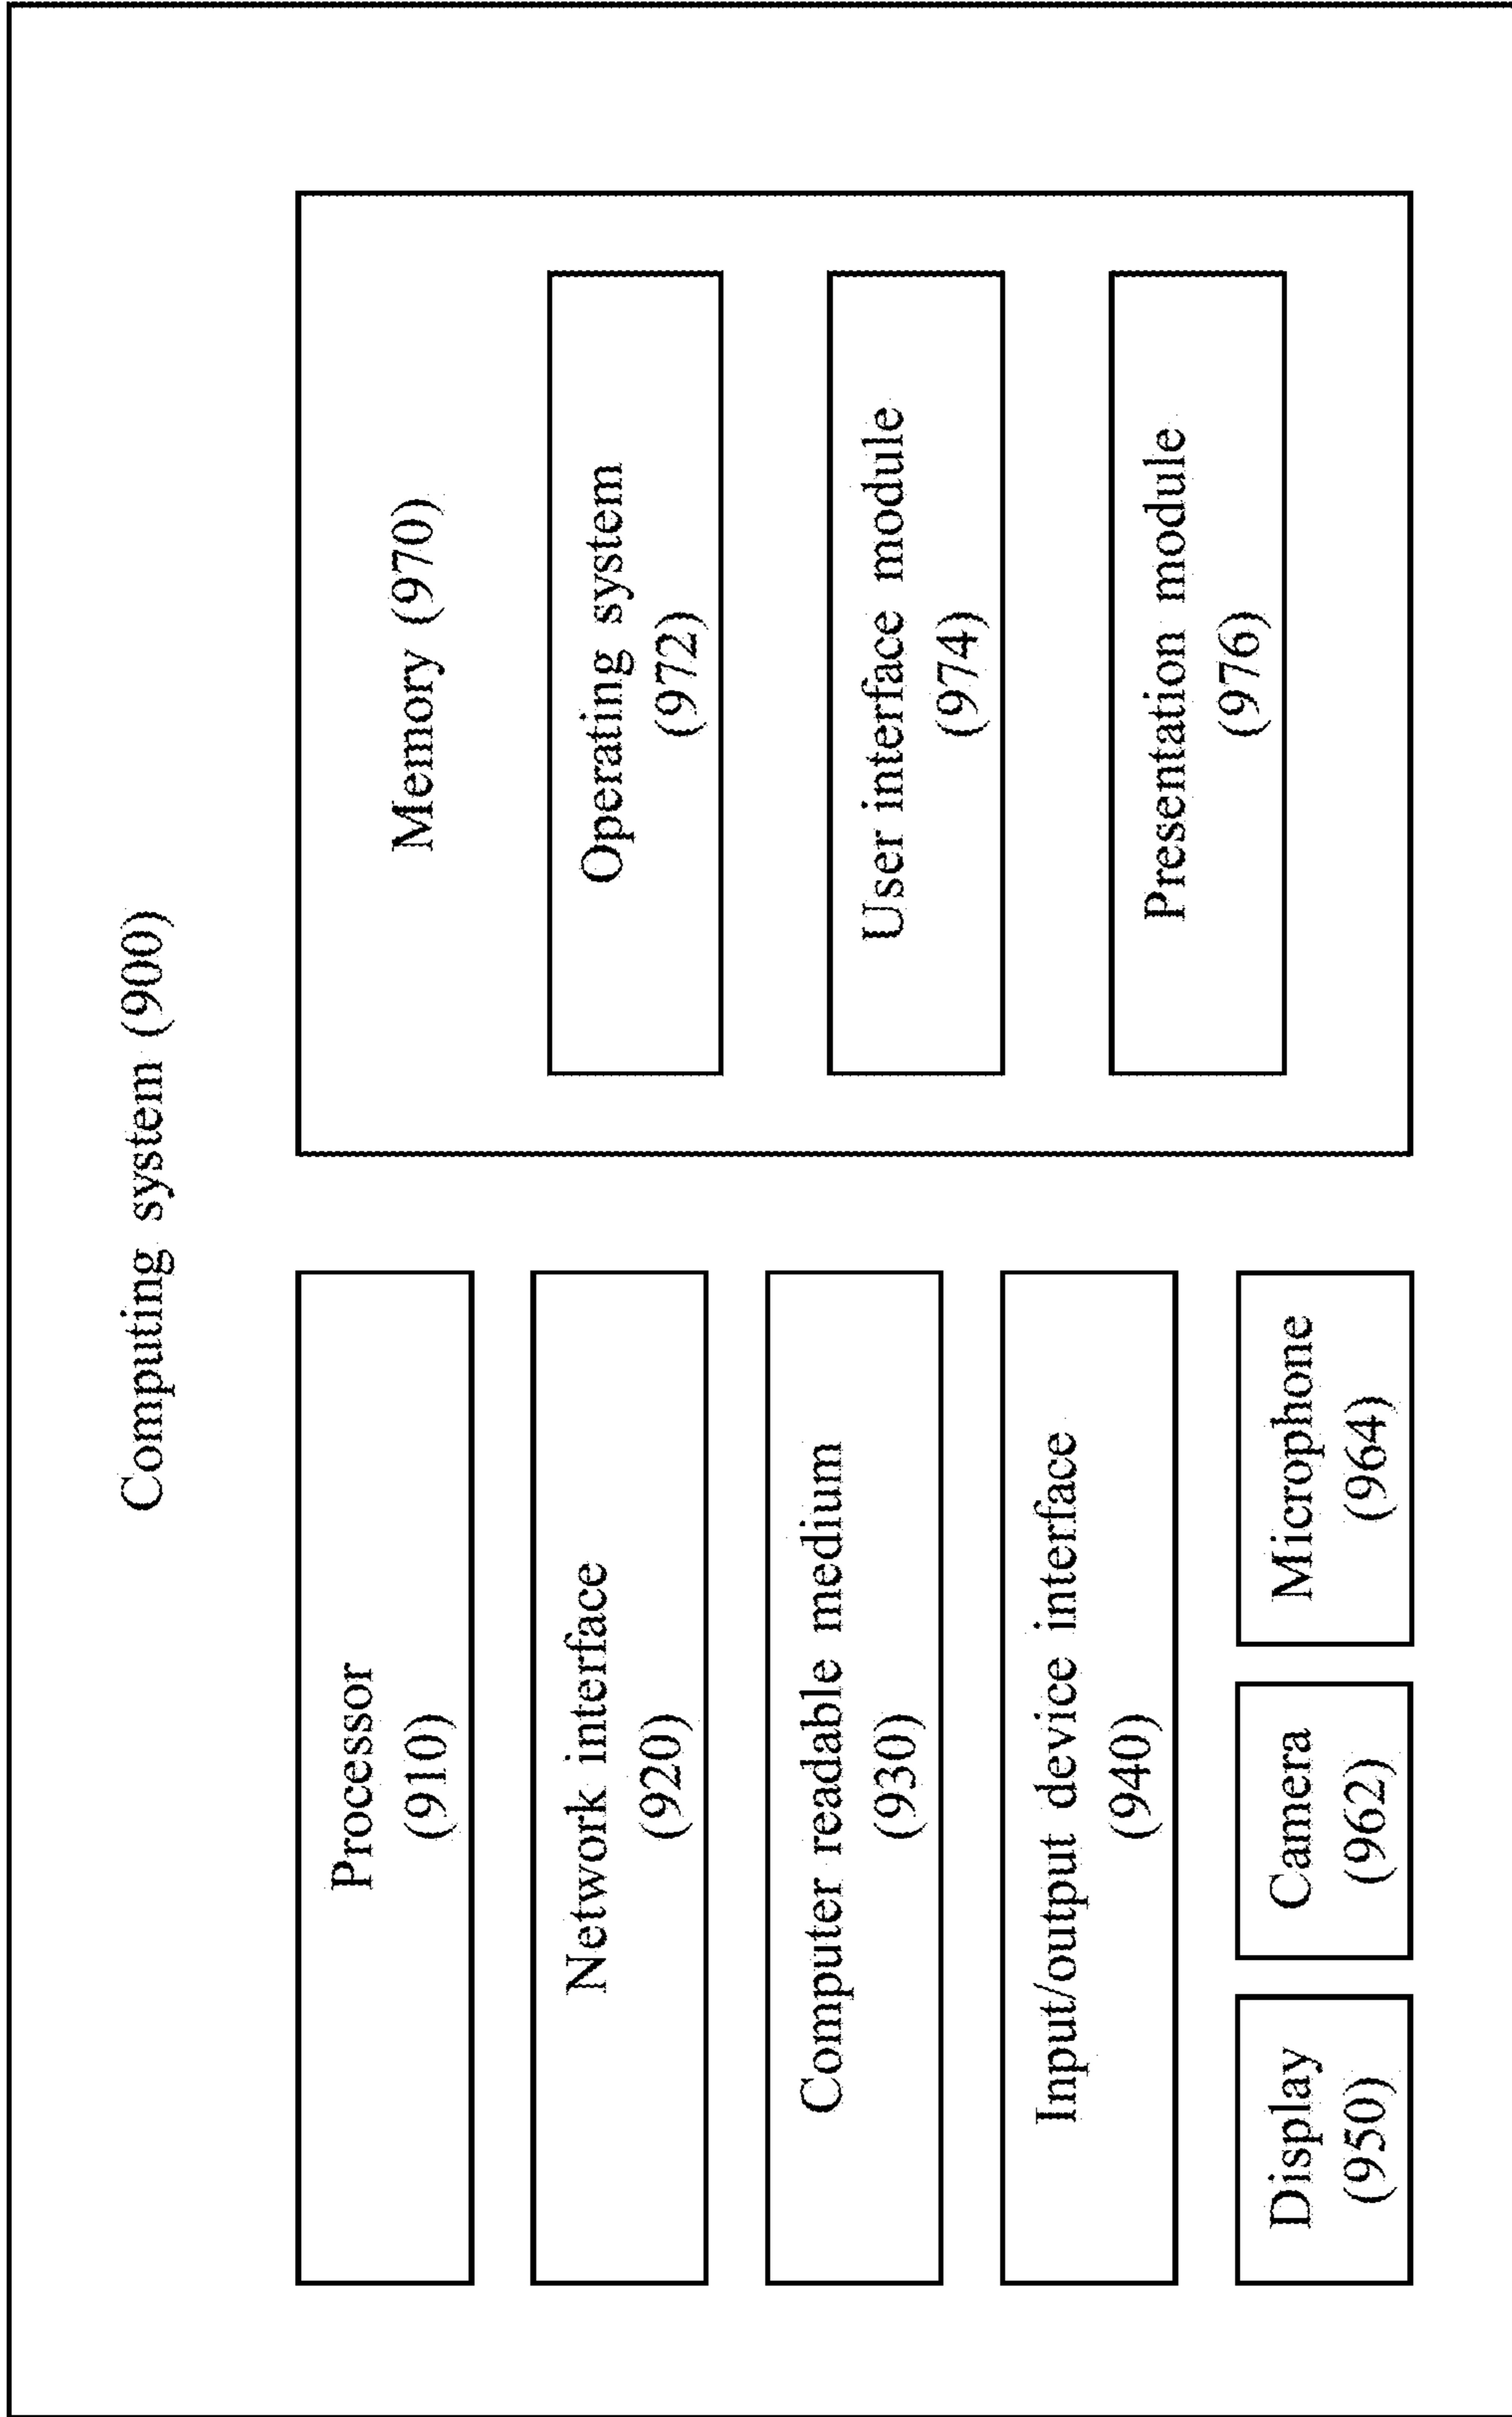 Computing system (900)
Processor
(910)
Network interface
(920)
Computer readable medium
(930)
Input/output device interface
(940)
Display
(950)
Camera
(962)
Microphone
(964)
Memory (970)
Operating system
(972)
User interface module
(974)
Presentation module
(976)